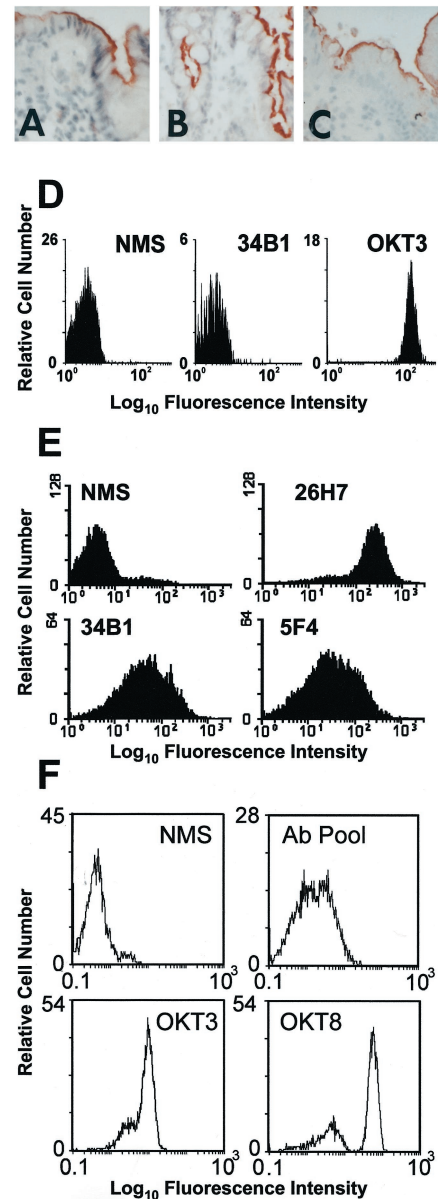 A B C
D
NMS 34B1 OKT3
26 6 18
Relative Cell Number
0 0 0
10⁰ 10² 10⁰ 10² 10⁰ 10²
Log₁₀ Fluorescence Intensity
E
NMS 26H7
128 128
0 0
10⁰ 10¹ 10² 10³ 10⁰ 10¹ 10² 10³
Relative Cell Number
34B1 5F4
64 64
0 0
10⁰ 10¹ 10² 10³ 10⁰ 10¹ 10² 10³
Log₁₀ Fluorescence Intensity
F
45 28
NMS Ab Pool
0 0
0.1 10³ 0.1 10³
Relative Cell Number
54 54
OKT3 OKT8
0 0
0.1 10³ 0.1 10³
Log₁₀ Fluorescence Intensity